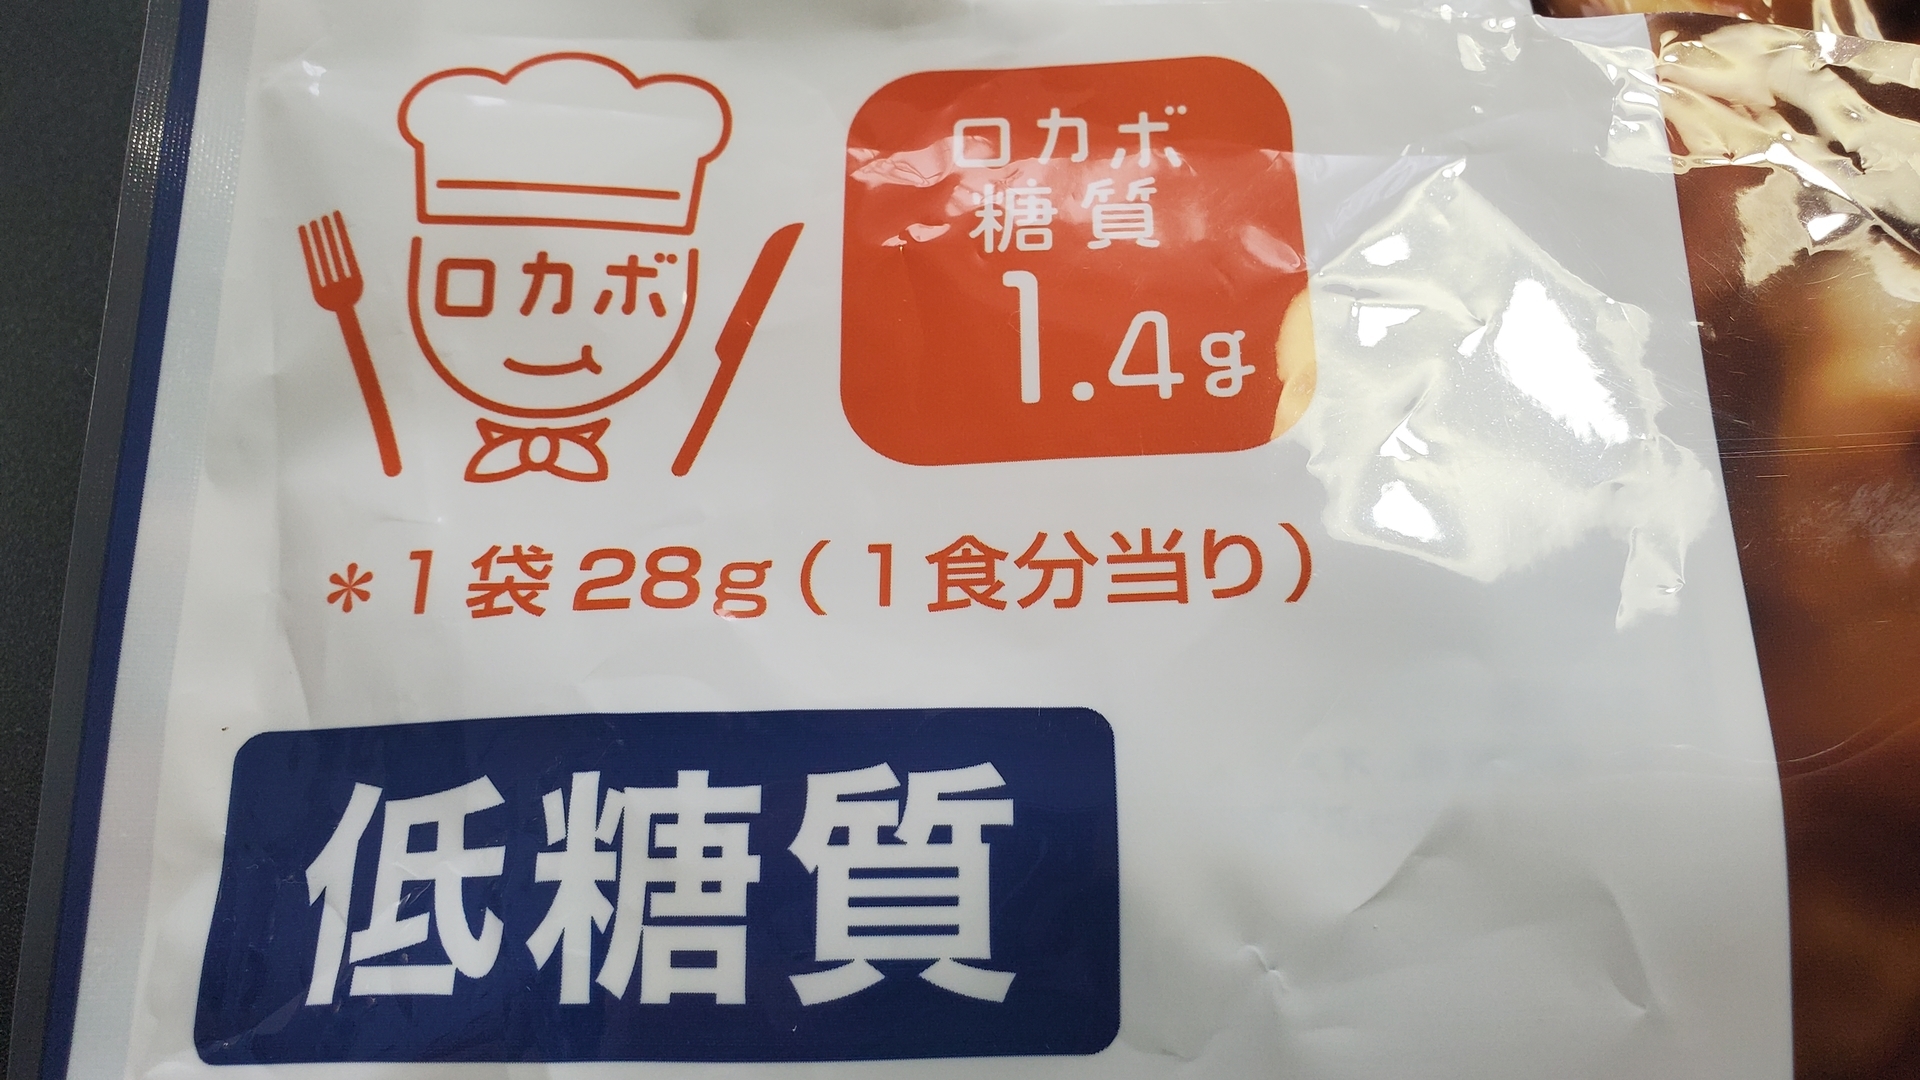 ロカボ
ロカボ
糖質
1.4g
＊1袋28g(1食分当り)
低糖質